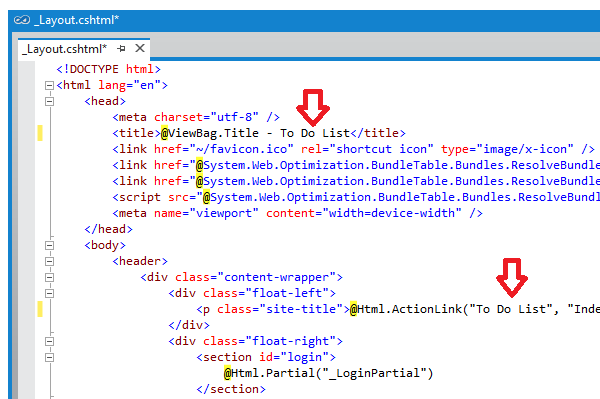 _Layout.cshtml*
_Layout.cshtml*
<!DOCTYPE html>
<html lang="en">
<head>
<meta charset="utf-8" />
<title>@ViewBag.Title - To Do List</title>
<link href="~/favicon.ico" rel="shortcut icon" type="image/x-icon" />
<link href="@System.Web.Optimization.BundleTable.Bundles.ResolveBundle
<link href="@System.Web.Optimization.BundleTable.Bundles.ResolveBundle
<script src="@System.Web.Optimization.BundleTable.Bundles.ResolveBundl
<meta name="viewport" content="width=device-width" />
</head>
<body>
<header>
<div class="content-wrapper">
<div class="float-left">
<p class="site-title">@Html.ActionLink("To Do List", "Inde
</div>
<div class="float-right">
<section id="login">
@Html.Partial("_LoginPartial")
</section>